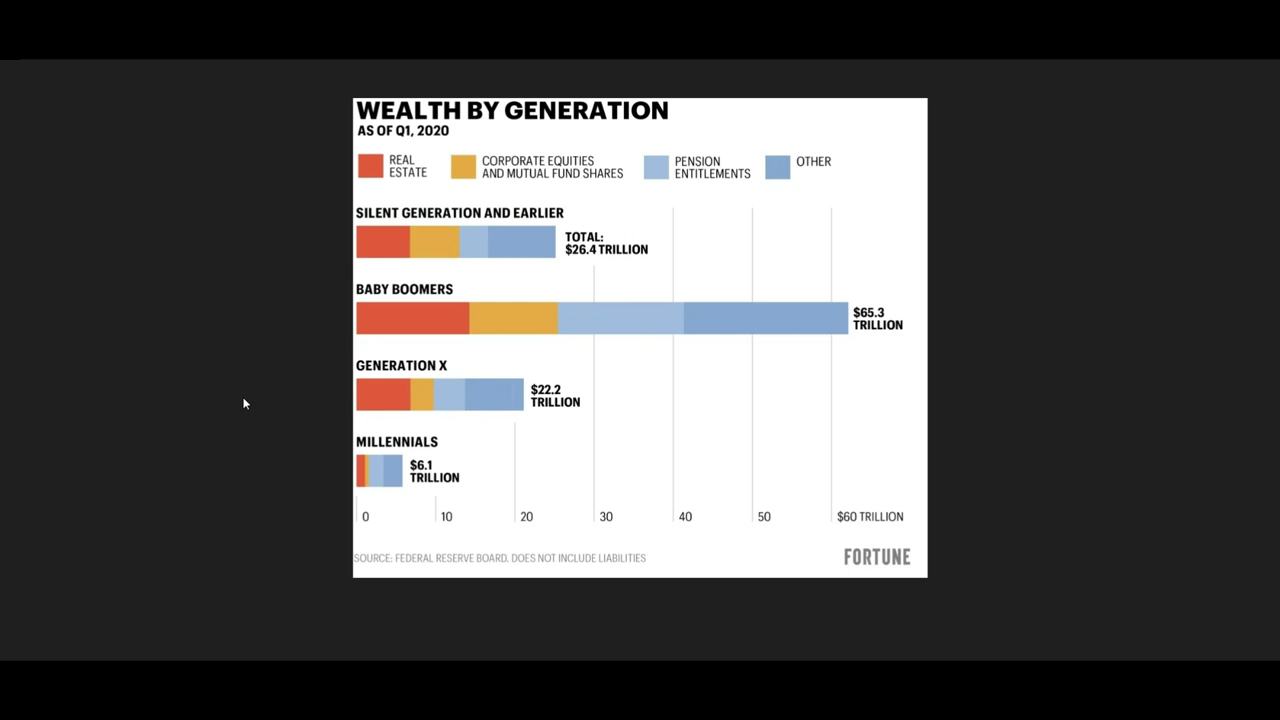 WEALTH BY GENERATION
AS OF Q1, 2020
REAL
ESTATE
CORPORATE EQUITIES
AND MUTUAL FUND SHARES
PENSION
ENTITLEMENTS
OTHER
SILENT GENERATION AND EARLIER
TOTAL:
$26.4 TRILLION
BABY BOOMERS
$65.3
TRILLION
GENERATION X
$22.2
TRILLION
MILLENNIALS
$6.1
TRILLION
0 10 20 30 40 50 $60 TRILLION
SOURCE: FEDERAL RESERVE BOARD. DOES NOT INCLUDE LIABILITIES
FORTUNE